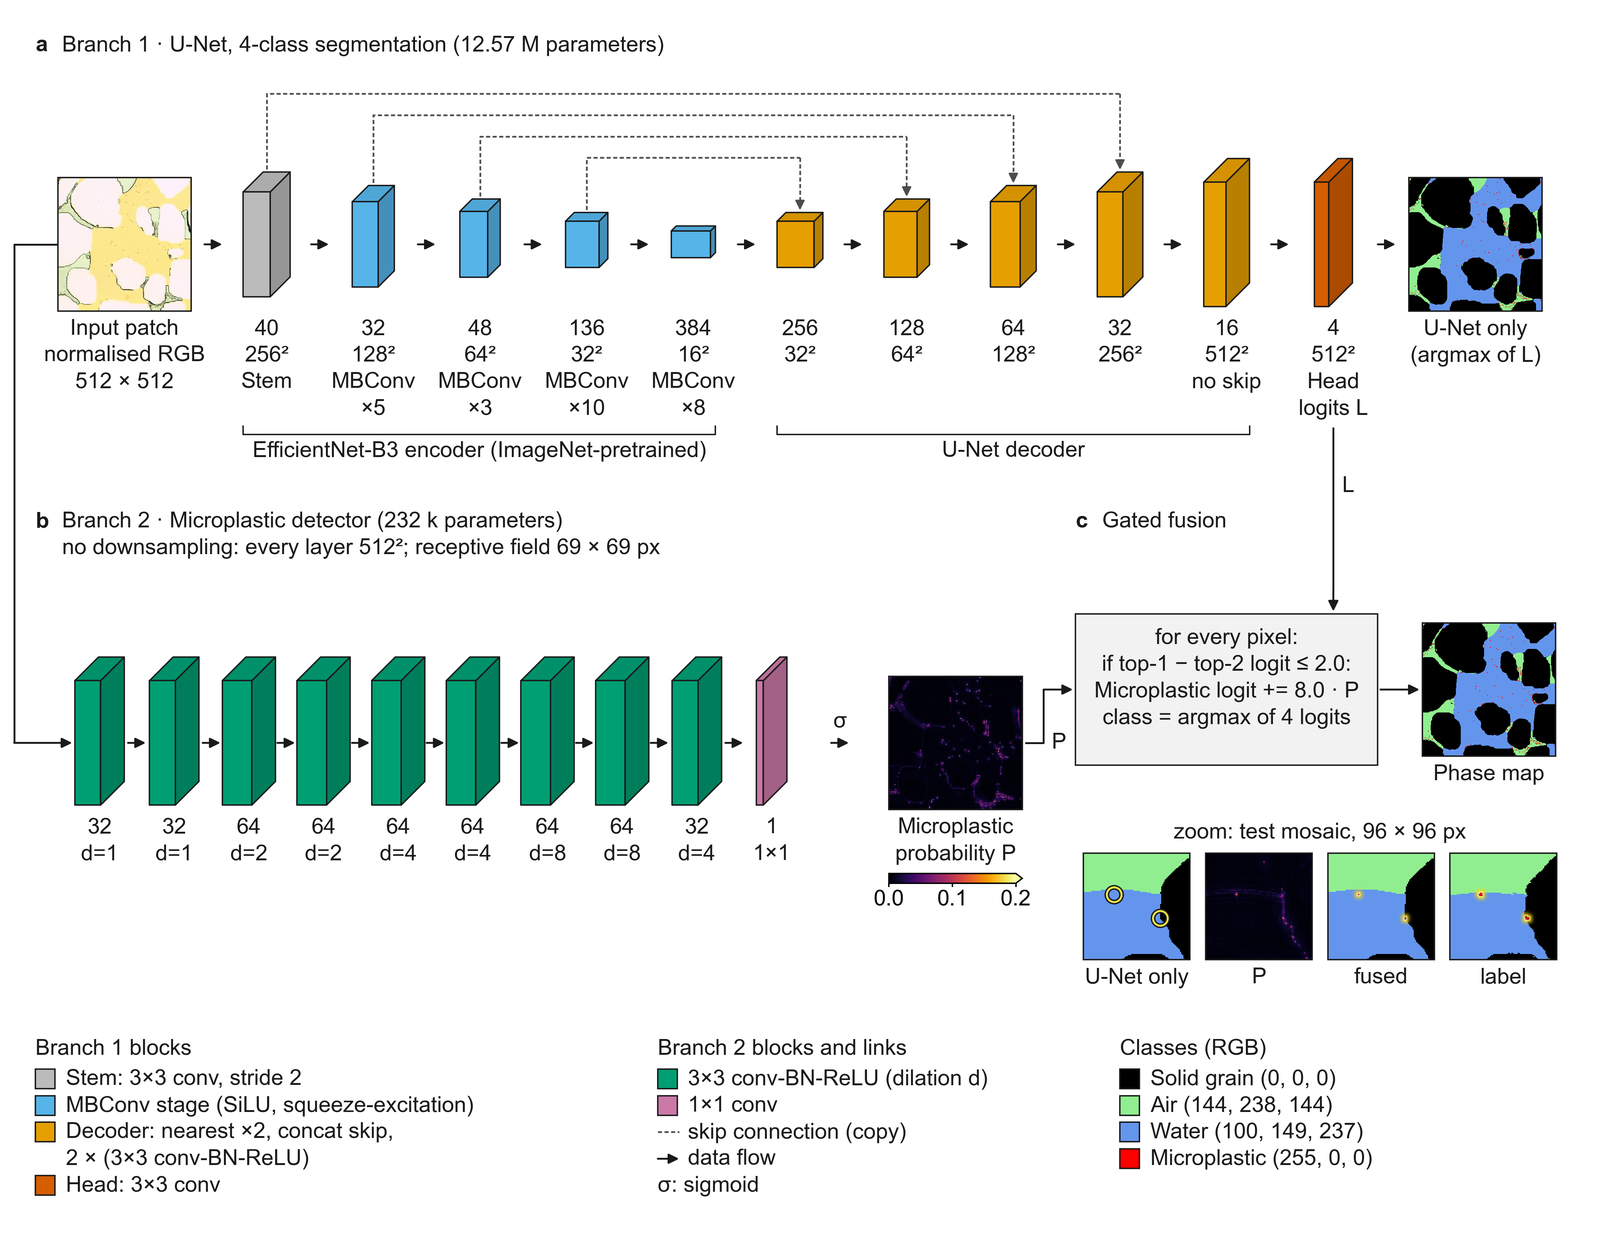 a Branch 1 · U-Net, 4-class segmentation (12.57 M parameters)
Input patch
normalised RGB
512 × 512
40
256²
Stem
32
128²
MBConv
×5
48
64²
MBConv
×3
136
32²
MBConv
×10
384
16²
MBConv
×8
256
32²
128
64²
64
128²
32
256²
16
512²
no skip
4
512²
Head
logits L
U-Net only
(argmax of L)
EfficientNet-B3 encoder (ImageNet-pretrained)
U-Net decoder
L
b Branch 2 · Microplastic detector (232 k parameters)
no downsampling: every layer 512²; receptive field 69 × 69 px
32
d=1
32
d=1
64
d=2
64
d=2
64
d=4
64
d=4
64
d=8
64
d=8
32
d=4
1
1×1
σ
Microplastic
probability P
0.0 0.1 0.2
P
c Gated fusion
for every pixel:
if top-1 − top-2 logit ≤ 2.0:
Microplastic logit += 8.0 · P
class = argmax of 4 logits
Phase map
zoom: test mosaic, 96 × 96 px
U-Net only
P
fused
label
Branch 1 blocks
Stem: 3×3 conv, stride 2
MBConv stage (SiLU, squeeze-excitation)
Decoder: nearest ×2, concat skip,
2 × (3×3 conv-BN-ReLU)
Head: 3×3 conv
Branch 2 blocks and links
3×3 conv-BN-ReLU (dilation d)
1×1 conv
skip connection (copy)
data flow
σ: sigmoid
Classes (RGB)
Solid grain (0, 0, 0)
Air (144, 238, 144)
Water (100, 149, 237)
Microplastic (255, 0, 0)